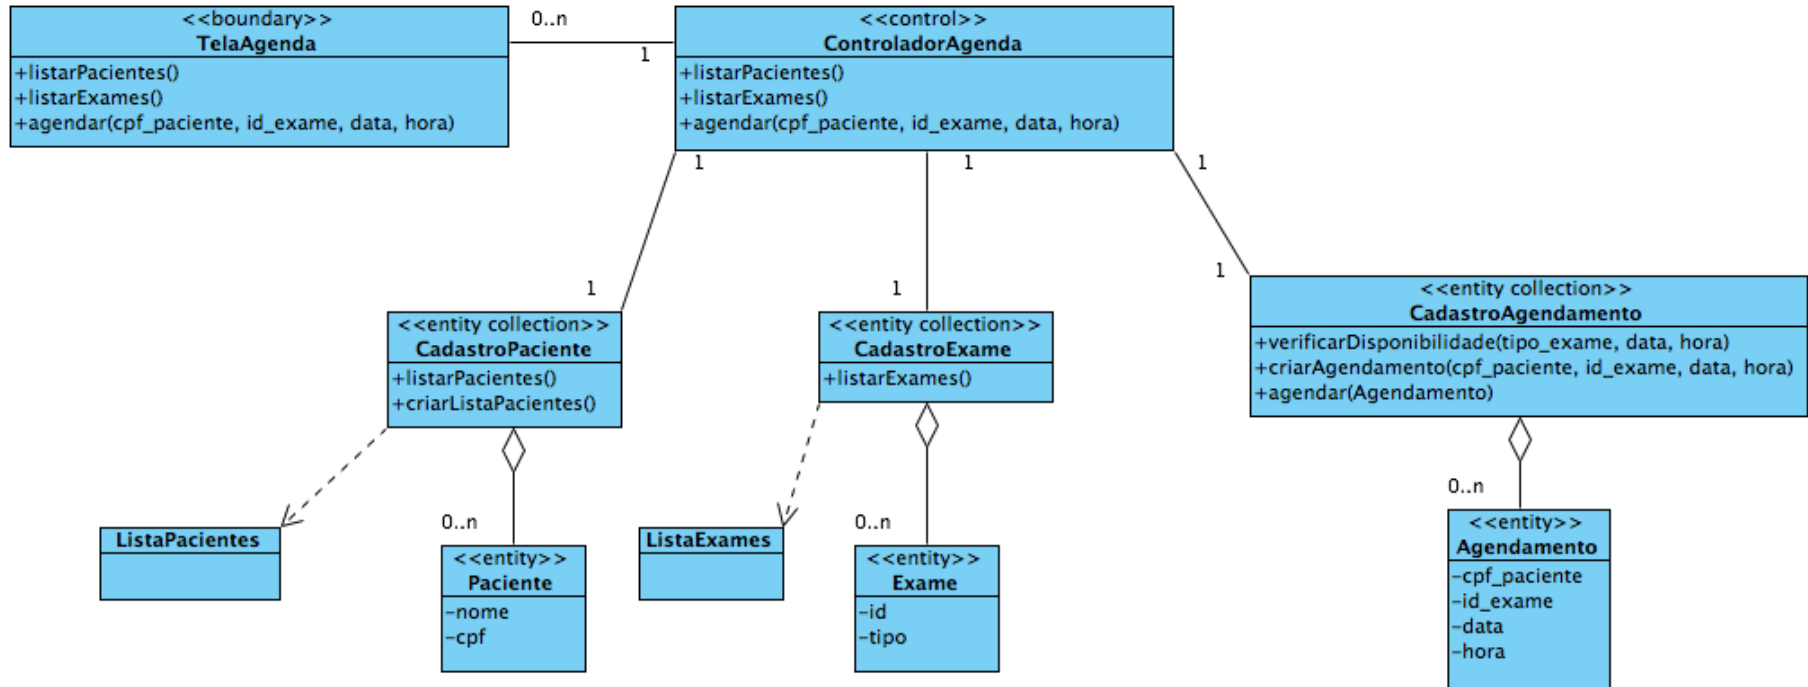 <<boundary>>
TelaAgenda
+listarPacientes()
+listarExames()
+agendar(cpf_paciente, id_exame, data, hora)
0..n
1
<<control>>
ControladorAgenda
+listarPacientes()
+listarExames()
+agendar(cpf_paciente, id_exame, data, hora)
1
1
1
1
1
1
<<entity collection>>
CadastroPaciente
+listarPacientes()
+criarListaPacientes()
<<entity collection>>
CadastroExame
+listarExames()
<<entity collection>>
CadastroAgendamento
+verificarDisponibilidade(tipo_exame, data, hora)
+criarAgendamento(cpf_paciente, id_exame, data, hora)
+agendar(Agendamento)
0..n
0..n
0..n
ListaPacientes
<<entity>>
Paciente
-nome
-cpf
ListaExames
<<entity>>
Exame
-id
-tipo
<<entity>>
Agendamento
-cpf_paciente
-id_exame
-data
-hora